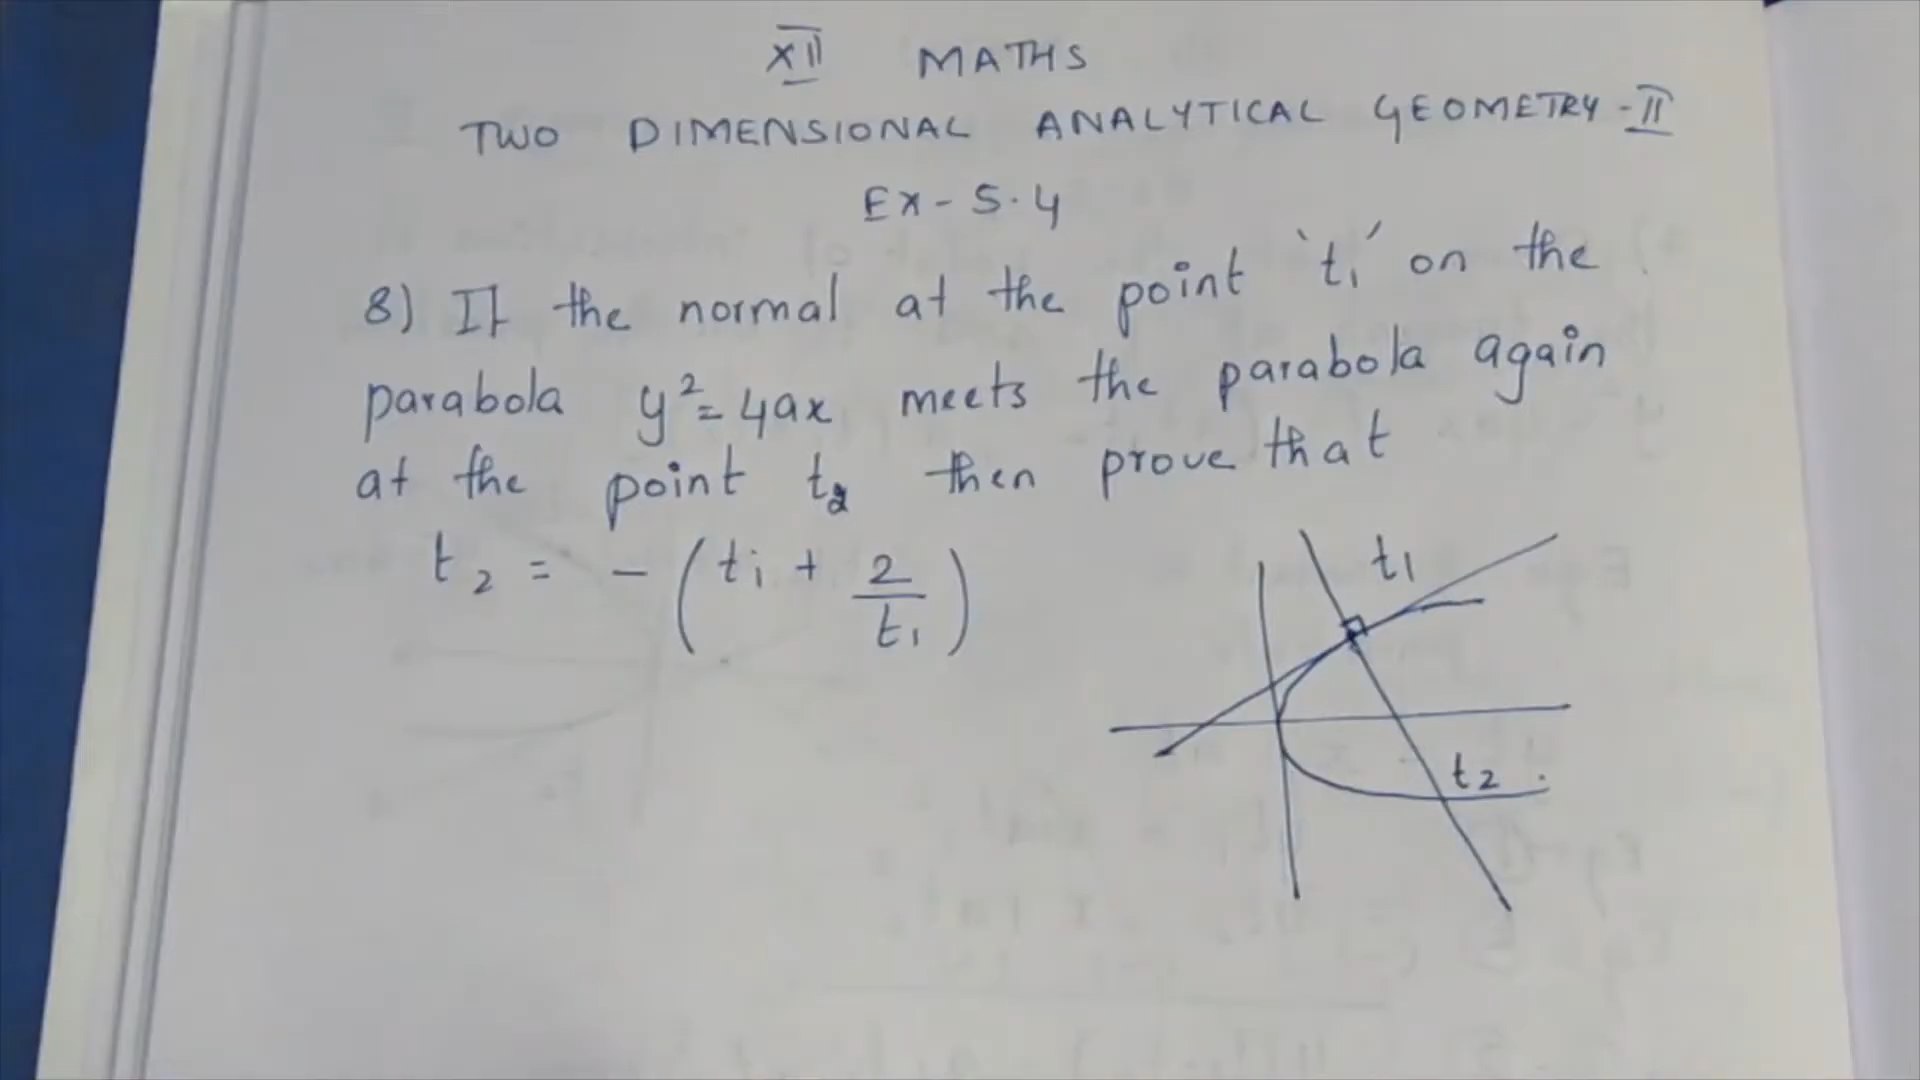 XII MATHS
TWO DIMENSIONAL ANALYTICAL GEOMETRY - II
Ex - 5.4
8) If the normal at the point 't₁' on the
parabola y² = 4ax meets the parabola again
at the point t₂ then prove that
t₂ = - (t₁ + 2/t₁)
t₁
t₂